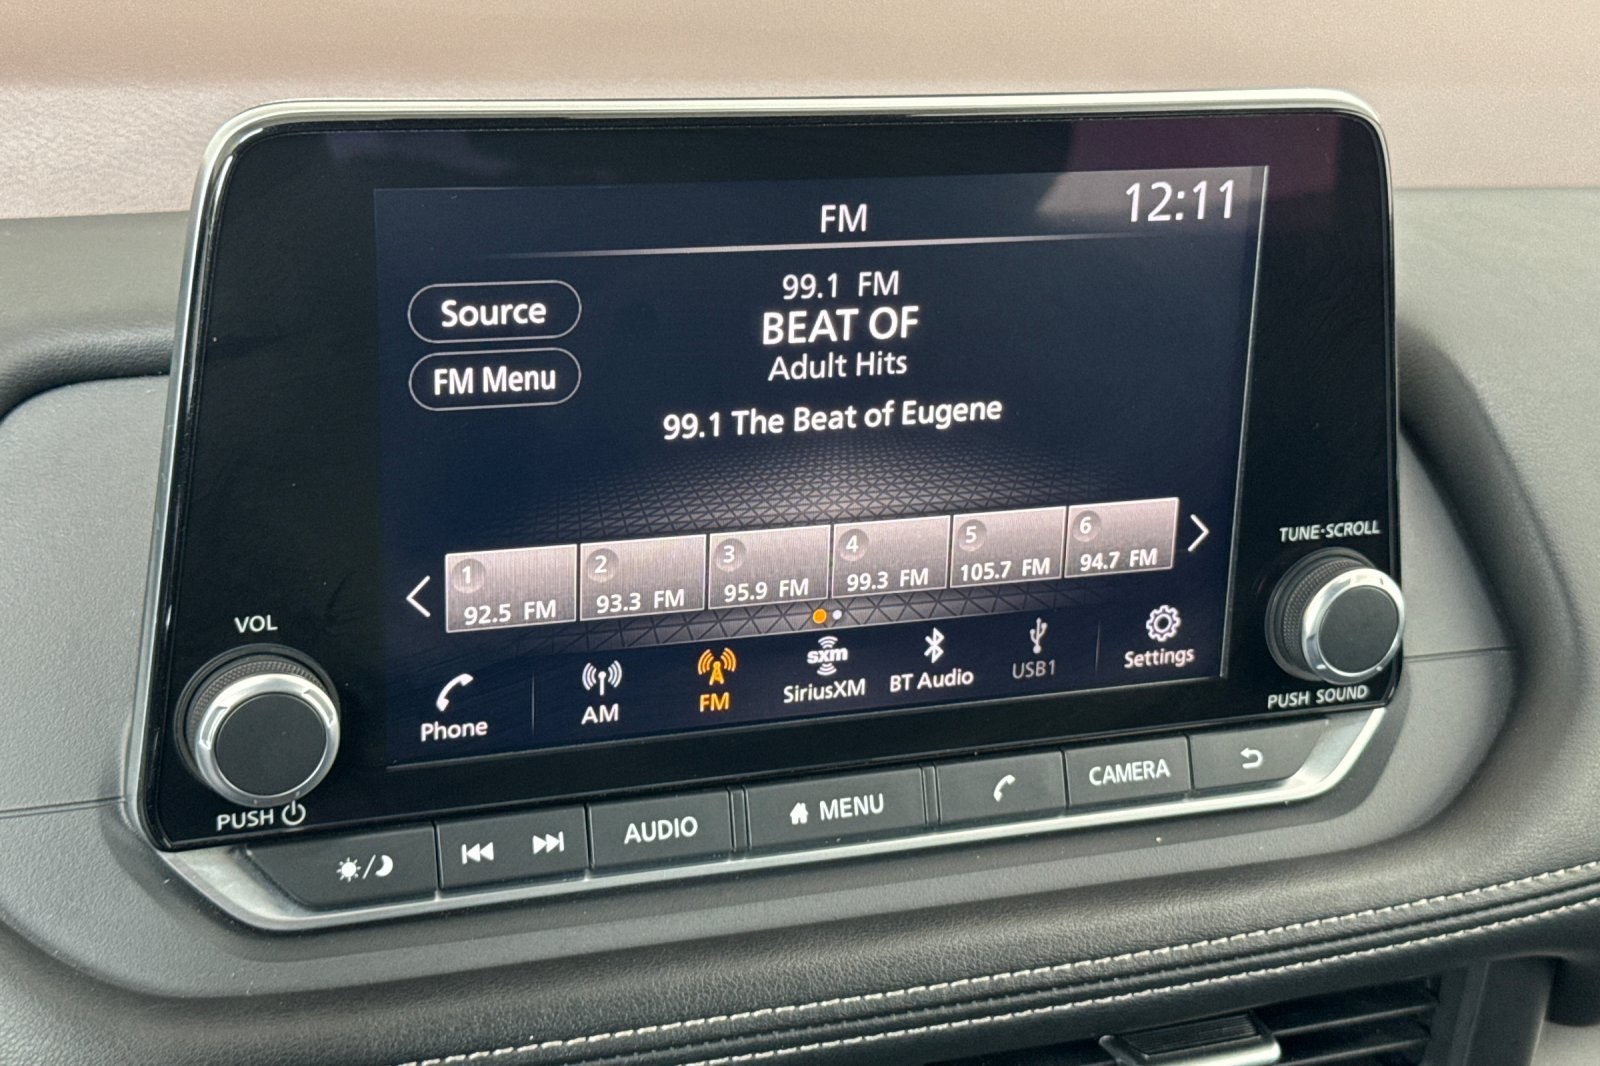 FM
12:11
99.1 FM
BEAT OF
Adult Hits
99.1 The Beat of Eugene
Source
FM Menu
1
92.5 FM
2
93.3 FM
3
95.9 FM
4
99.3 FM
5
105.7 FM
6
94.7 FM
Phone
AM
FM
sxm
SiriusXM
BT Audio
USB1
Settings
VOL
PUSH
TUNE·SCROLL
PUSH SOUND
AUDIO
MENU
CAMERA